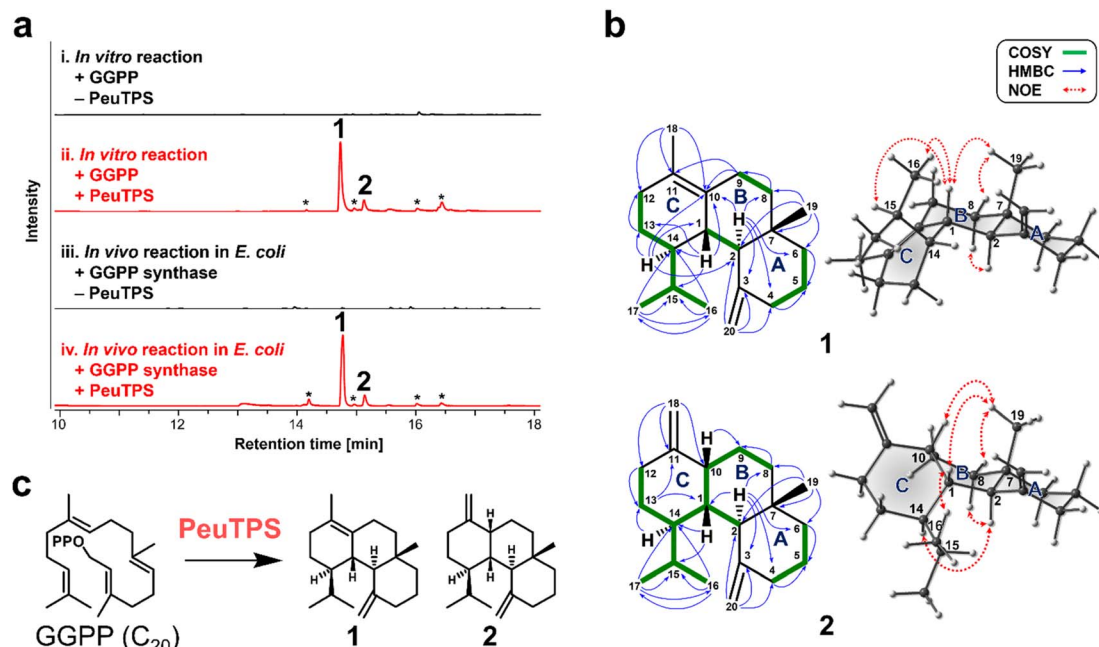 a
i. In vitro reaction
+ GGPP
– PeuTPS
1
ii. In vitro reaction
+ GGPP
+ PeuTPS
2
* * * *
iii. In vivo reaction in E. coli
+ GGPP synthase
– PeuTPS
1
iv. In vivo reaction in E. coli
+ GGPP synthase
+ PeuTPS
2
* * * *
Intensity
10 12 14 16 18
Retention time [min]
b
COSY
HMBC
NOE
18
9
11
10
B
8
19
12
C
H
7
13
1
14
2
6
H
H
A
3
5
15
4
17
16
20
16
19
15
B
8
7
1
2
A
C
14
1
18
H
11
9
10
B
8
19
12
C
H
7
13
1
14
2
6
H
H
A
3
5
15
4
17
16
20
19
10
B
8
7
C
1
2
A
14
16
15
2
c
PPO
PeuTPS
GGPP (C20)
H
H
H
1
H
H
H
H
2